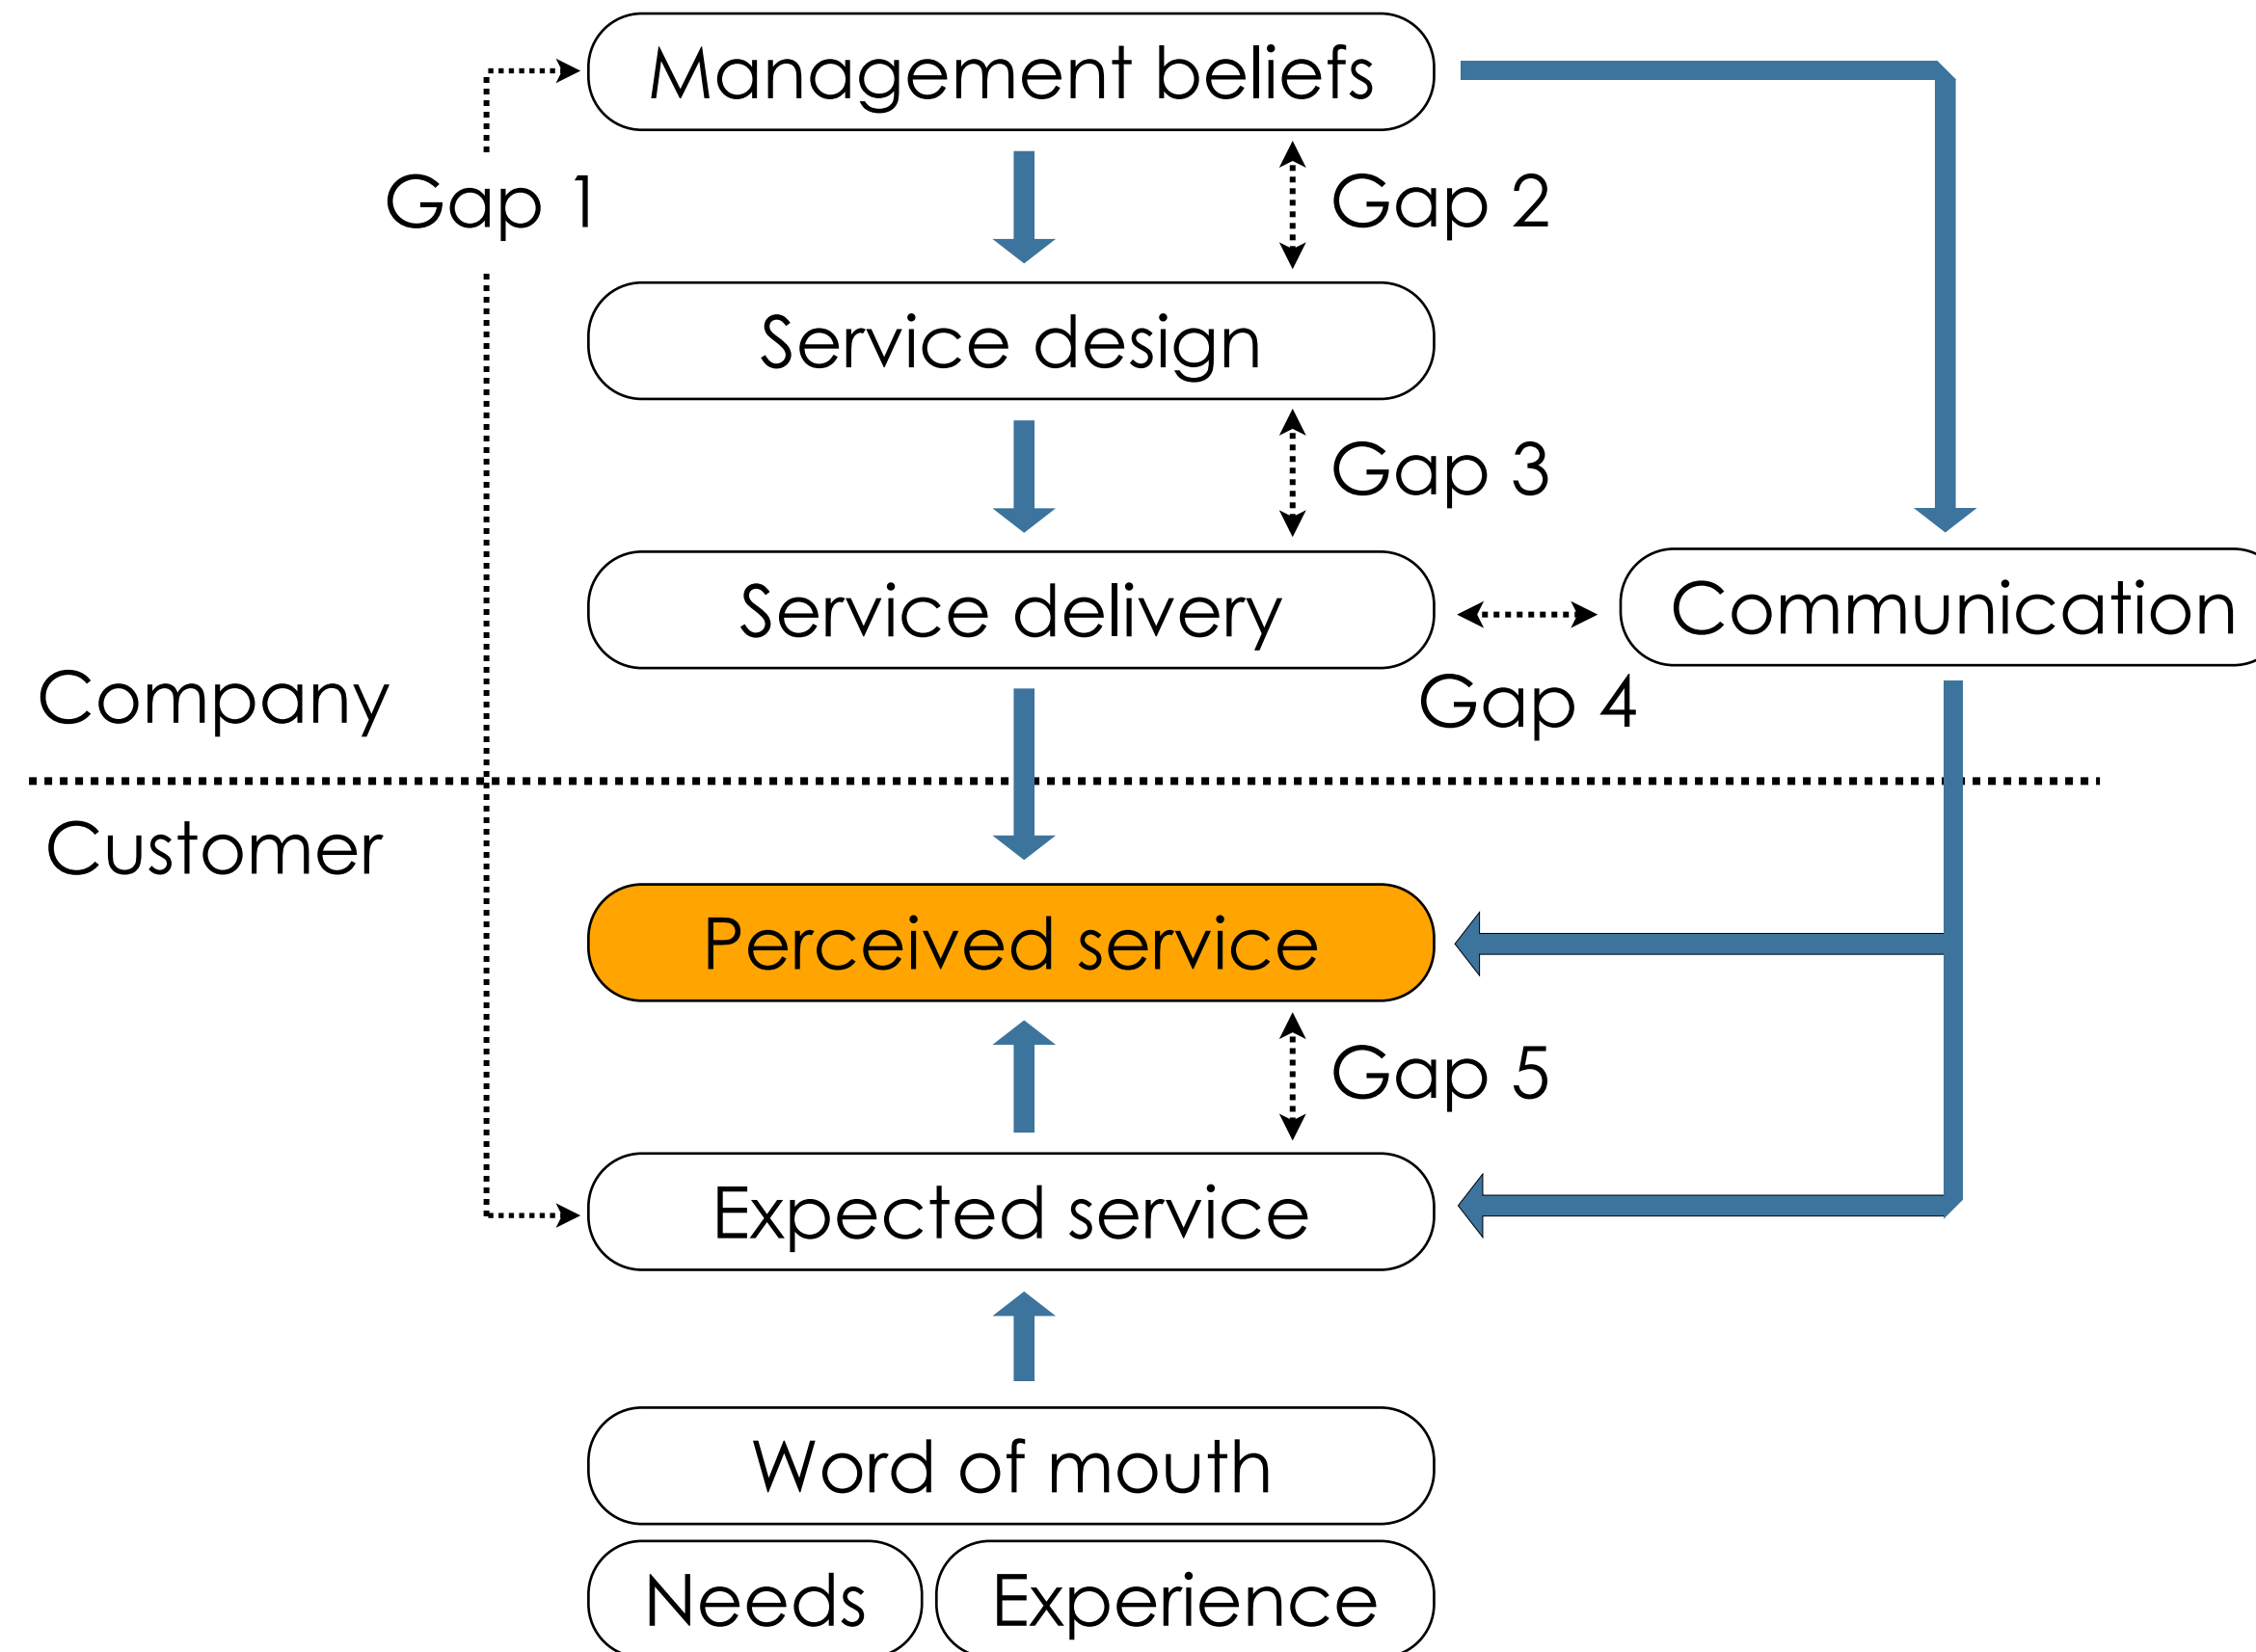 Management beliefs
Gap 1
Gap 2
Service design
Gap 3
Service delivery
Communication
Company
Gap 4
Customer
Perceived service
Gap 5
Expected service
Word of mouth
Needs
Experience